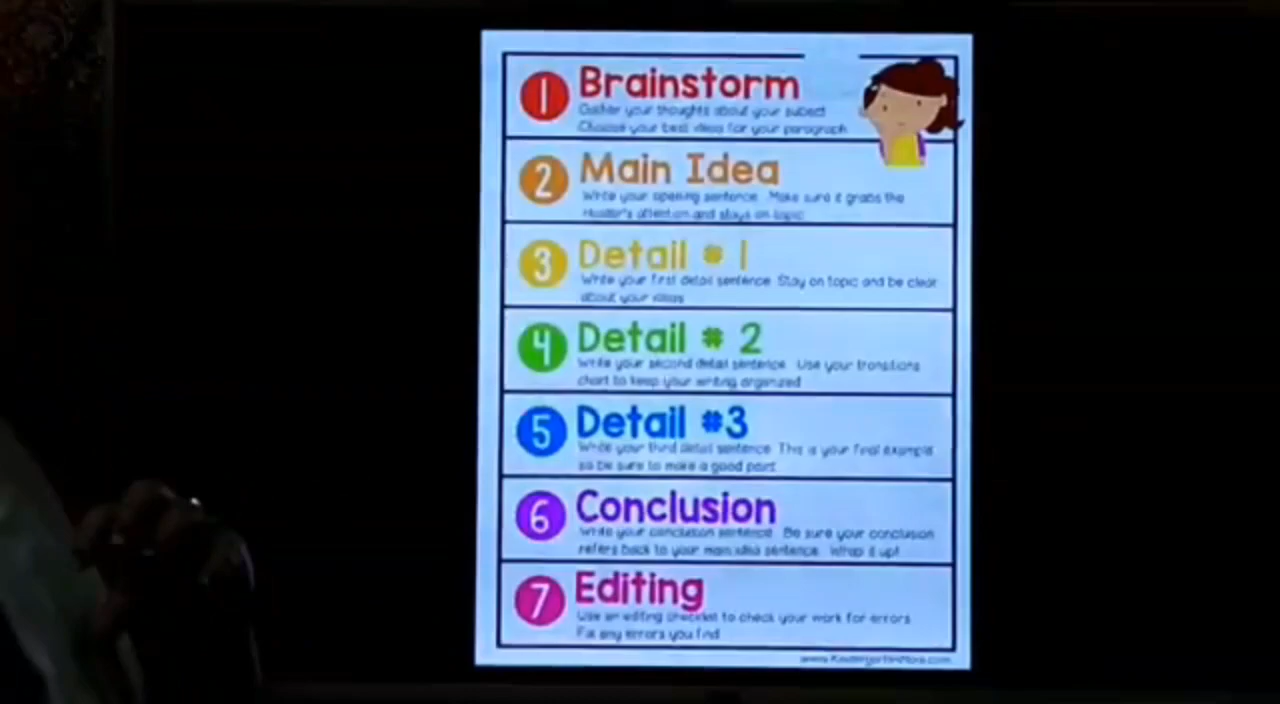 1 Brainstorm
Gather your thoughts about your subject.
Choose your best ideas for your paragraph.
2 Main Idea
Write your opening sentence. Make sure it grabs the
reader's attention and stays on topic.
3 Detail # 1
Write your first detail sentence. Stay on topic and be clear
about your ideas.
4 Detail # 2
Write your second detail sentence. Use your transitions
chart to keep your writing organized.
5 Detail #3
Write your third detail sentence. This is your final example
so be sure to make a good point.
6 Conclusion
Write your conclusion sentence. Be sure your conclusion
refers back to your main idea sentence. Wrap it up!
7 Editing
Use an editing checklist to check your work for errors.
Fix any errors you find.